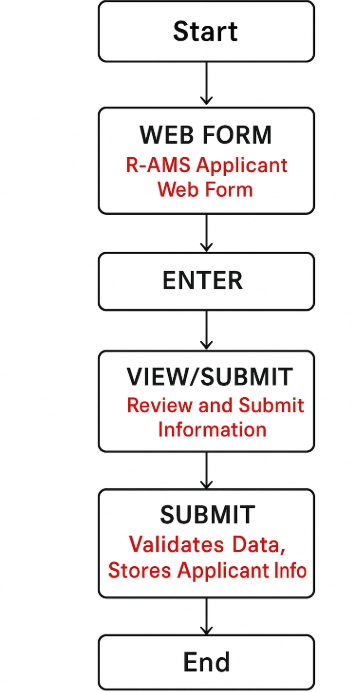 Start
WEB FORM
R-AMS Applicant
Web Form
ENTER
VIEW/SUBMIT
Review and Submit
Information
SUBMIT
Validates Data,
Stores Applicant Info
End